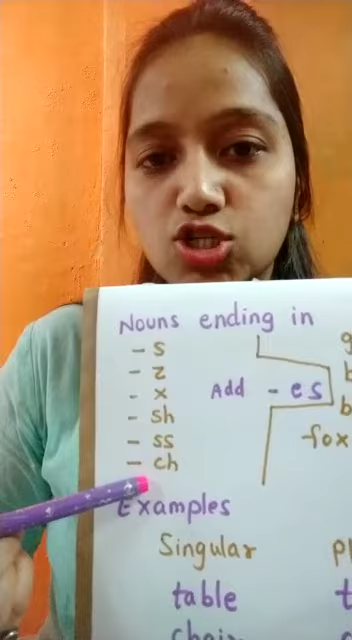 Nouns ending in
- s
- z
- x
- sh
- ss
- ch
Add - es
fox
Examples
Singular
table